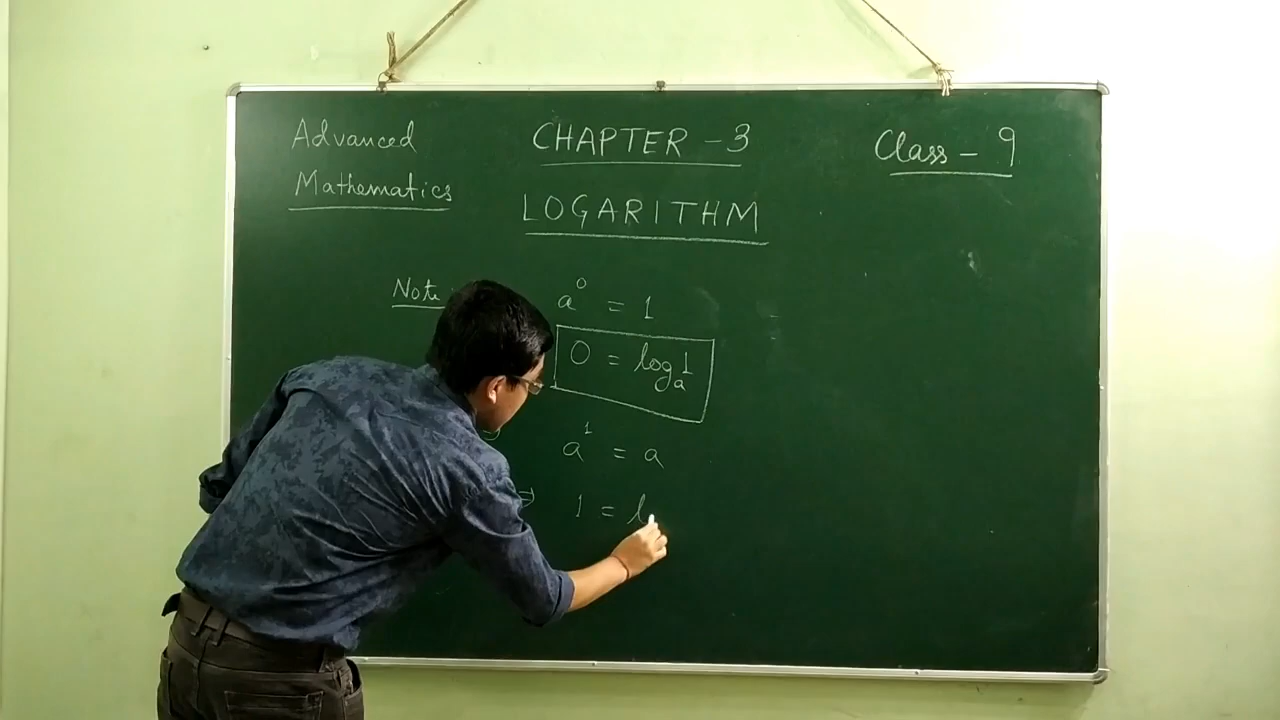 Advanced
Mathematics
CHAPTER - 3
LOGARITHM
Class - 9
Note
a⁰ = 1
0 = logₐ1
a¹ = a
⇒ 1 = l